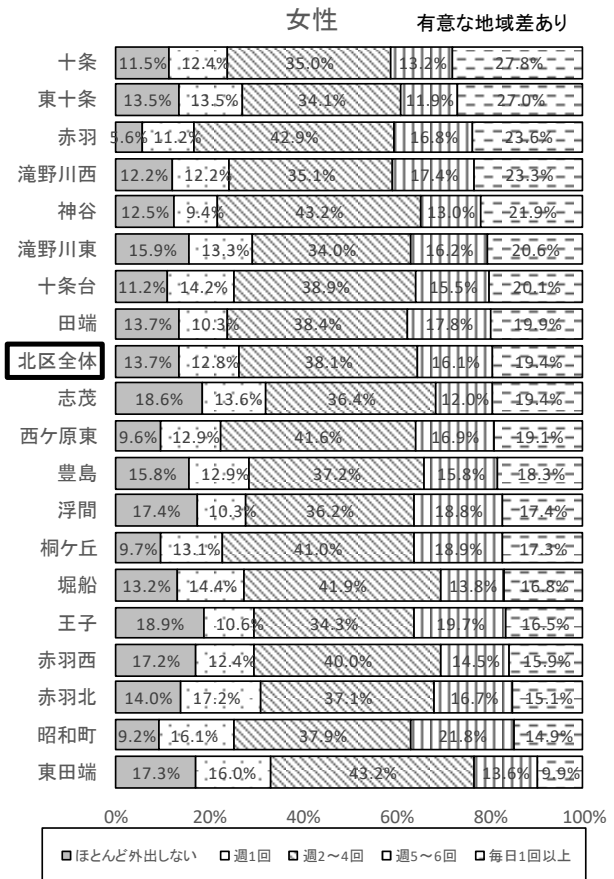 女性 有意な地域差あり
十条 11.5% 12.4% 35.0% 13.2% 27.8%
東十条 13.5% 13.5% 34.1% 11.9% 27.0%
赤羽 5.6% 11.2% 42.9% 16.8% 23.6%
滝野川西 12.2% 12.2% 35.1% 17.4% 23.3%
神谷 12.5% 9.4% 43.2% 13.0% 21.9%
滝野川東 15.9% 13.3% 34.0% 16.2% 20.6%
十条台 11.2% 14.2% 38.9% 15.5% 20.1%
田端 13.7% 10.3% 38.4% 17.8% 19.9%
北区全体 13.7% 12.8% 38.1% 16.1% 19.4%
志茂 18.6% 13.6% 36.4% 12.0% 19.4%
西ケ原東 9.6% 12.9% 41.6% 16.9% 19.1%
豊島 15.8% 12.9% 37.2% 15.8% 18.3%
浮間 17.4% 10.3% 36.2% 18.8% 17.4%
桐ケ丘 9.7% 13.1% 41.0% 18.9% 17.3%
堀船 13.2% 14.4% 41.9% 13.8% 16.8%
王子 18.9% 10.6% 34.3% 19.7% 16.5%
赤羽西 17.2% 12.4% 40.0% 14.5% 15.9%
赤羽北 14.0% 17.2% 37.1% 16.7% 15.1%
昭和町 9.2% 16.1% 37.9% 21.8% 14.9%
東田端 17.3% 16.0% 43.2% 13.6% 9.9%
0% 20% 40% 60% 80% 100%
ほとんど外出しない 週1回 週2～4回 週5～6回 毎日1回以上